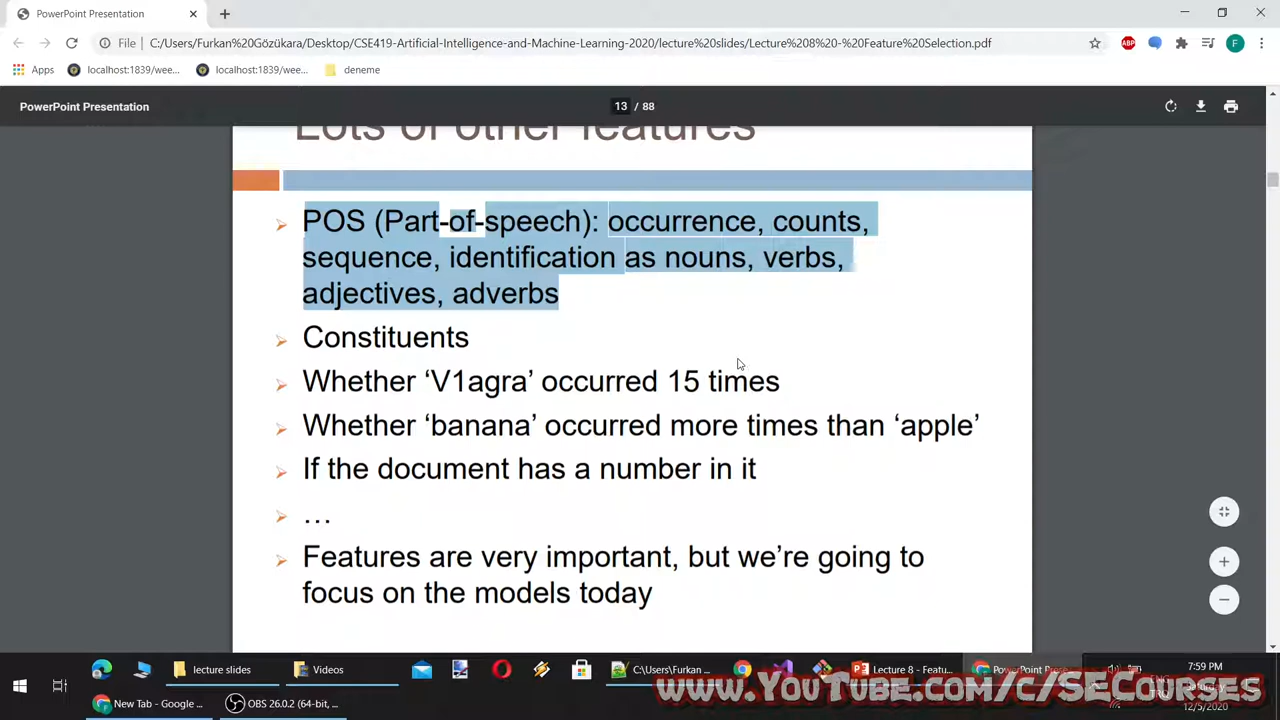 PowerPoint Presentation
File
C:/Users/Furkan%20Gözükara/Desktop/CSE419-Artificial-Intelligence-and-Machine-Learning-2020/lecture%20slides/Lecture%208%20-%20Feature%20Selection.pdf
ABP
F
Apps
localhost:1839/wee...
localhost:1839/wee...
deneme
PowerPoint Presentation
13 / 88
Lots of other features
POS (Part-of-speech): occurrence, counts,
sequence, identification as nouns, verbs,
adjectives, adverbs
Constituents
Whether ‘V1agra’ occurred 15 times
Whether ‘banana’ occurred more times than ‘apple’
If the document has a number in it
…
Features are very important, but we’re going to
focus on the models today
lecture slides
Videos
C:\Users\Furkan ...
Lecture 8 - Featu...
PowerPoint Prese...
ENG
7:59 PM
Saturday
12/5/2020
New Tab - Google ...
OBS 26.0.2 (64-bit, ...
www.YouTube.com/c/SECourses